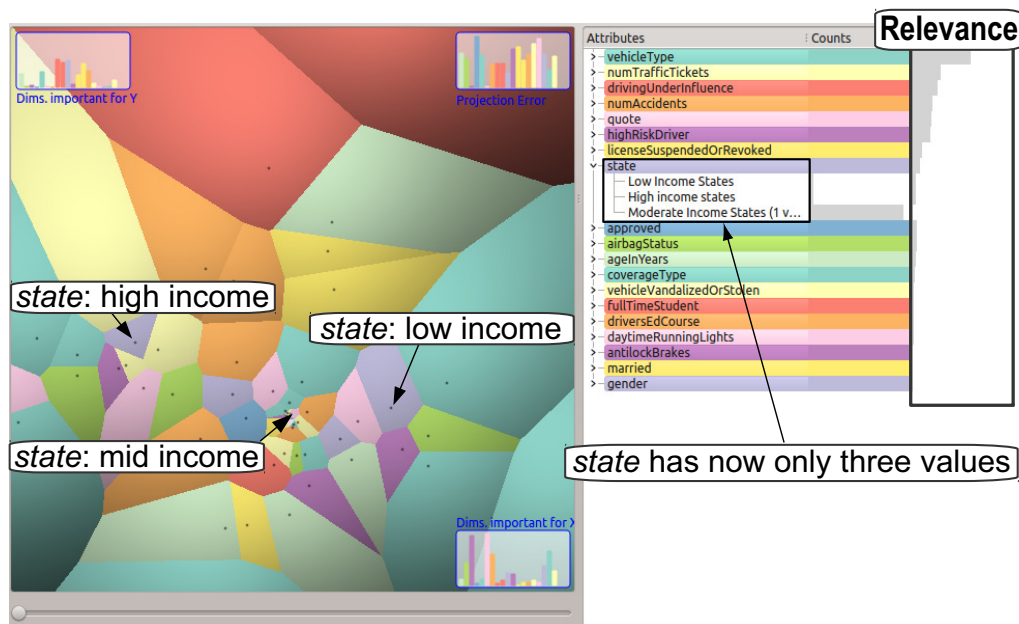 Relevance
Attributes
Counts
Dims. important for Y
Projection Error
vehicleType
numTrafficTickets
drivingUnderInfluence
numAccidents
quote
highRiskDriver
licenseSuspendedOrRevoked
state
Low Income States
High income states
Moderate Income States (1 v...
approved
airbagStatus
ageInYears
coverageType
vehicleVandalizedOrStolen
fullTimeStudent
driversEdCourse
daytimeRunningLights
antilockBrakes
married
gender
state: high income
state: low income
state: mid income
state has now only three values
Dims. important for X